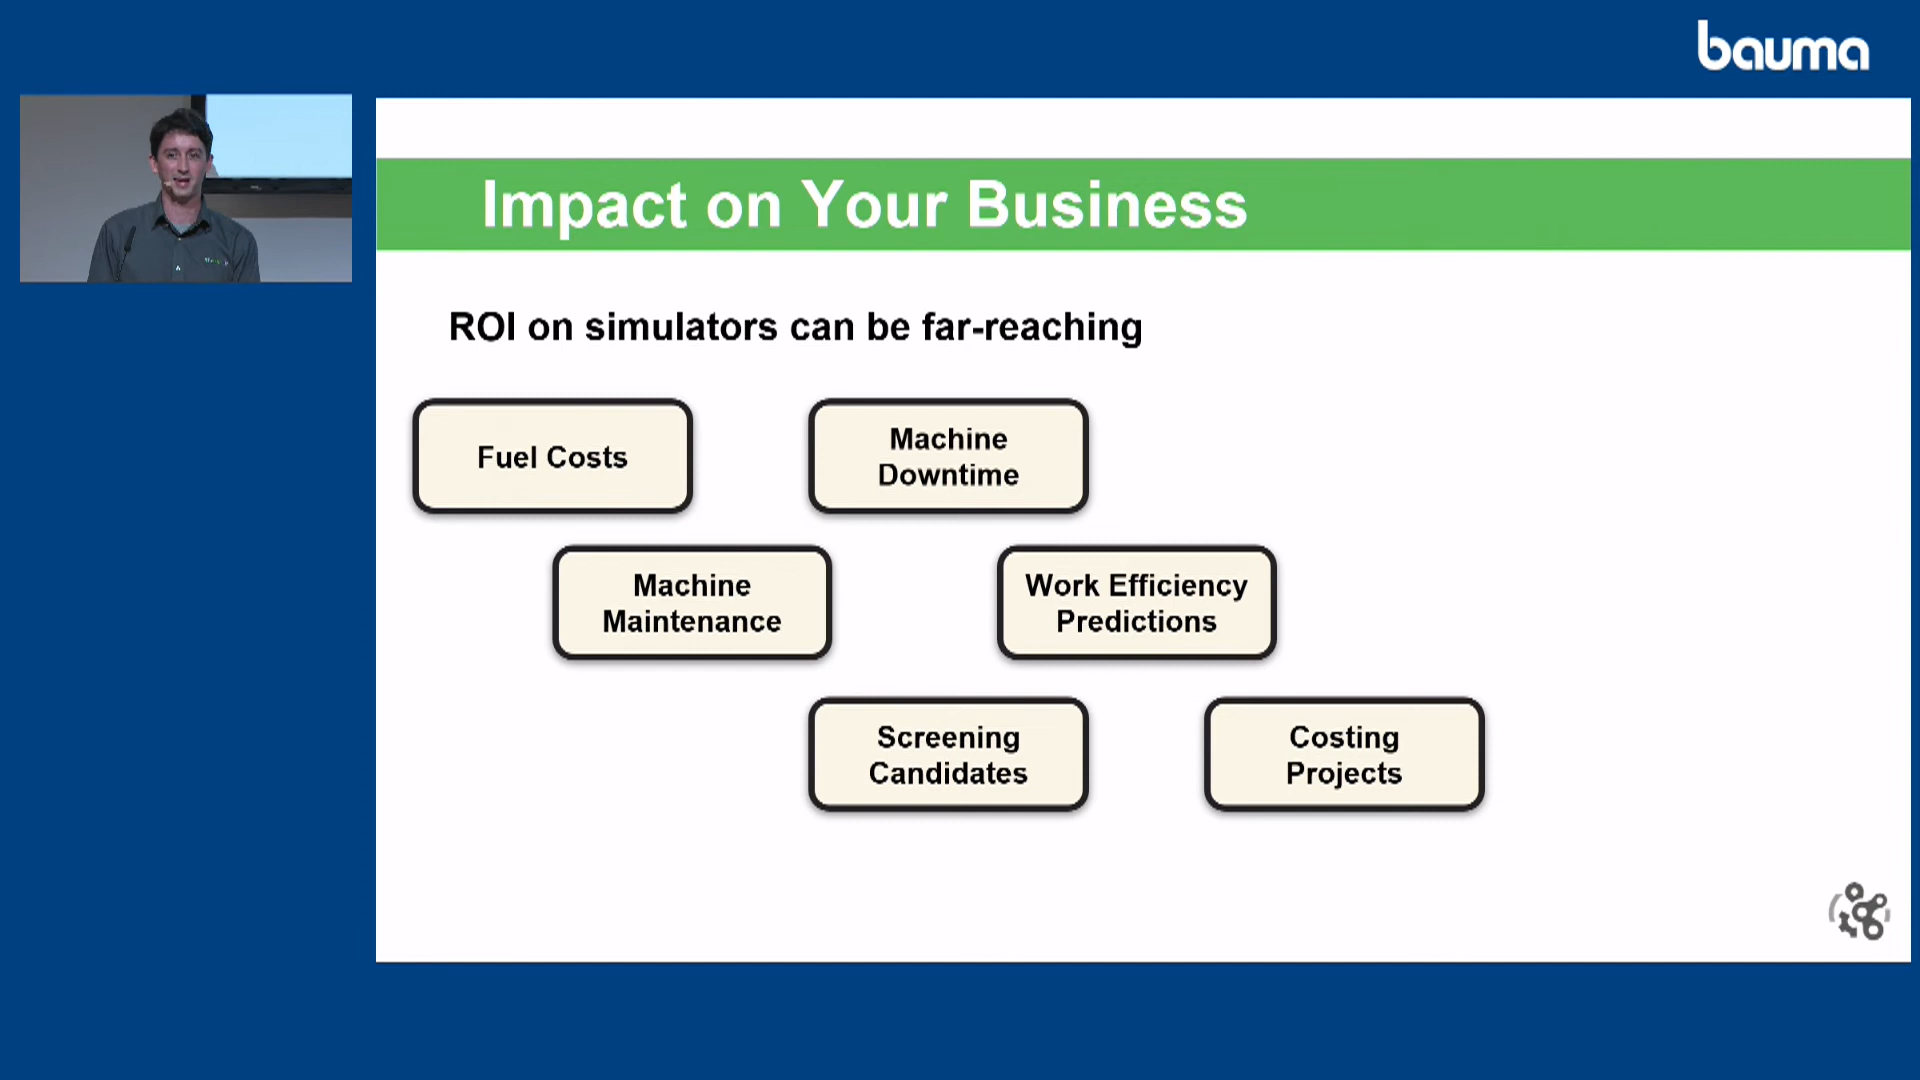 bauma
Impact on Your Business
ROI on simulators can be far-reaching
Fuel Costs
Machine
Downtime
Machine
Maintenance
Work Efficiency
Predictions
Screening
Candidates
Costing
Projects